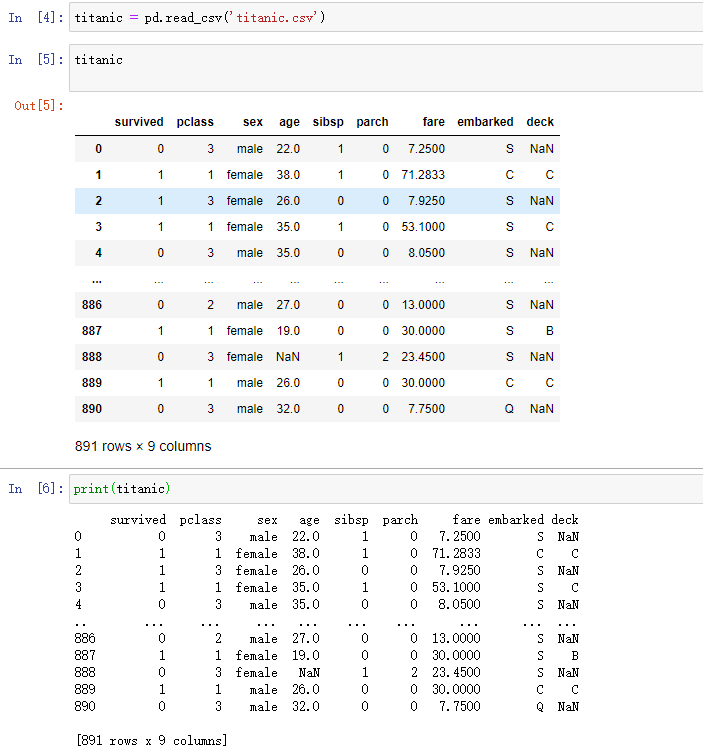 In [4]: titanic = pd.read_csv('titanic.csv')
In [5]: titanic
Out[5]:
survived pclass sex age sibsp parch fare embarked deck
0 0 3 male 22.0 1 0 7.2500 S NaN
1 1 1 female 38.0 1 0 71.2833 C C
2 1 3 female 26.0 0 0 7.9250 S NaN
3 1 1 female 35.0 1 0 53.1000 S C
4 0 3 male 35.0 0 0 8.0500 S NaN
... ... ... ... ... ... ... ... ... ...
886 0 2 male 27.0 0 0 13.0000 S NaN
887 1 1 female 19.0 0 0 30.0000 S B
888 0 3 female NaN 1 2 23.4500 S NaN
889 1 1 male 26.0 0 0 30.0000 C C
890 0 3 male 32.0 0 0 7.7500 Q NaN
891 rows × 9 columns
In [6]: print(titanic)
survived pclass sex age sibsp parch fare embarked deck
0 0 3 male 22.0 1 0 7.2500 S NaN
1 1 1 female 38.0 1 0 71.2833 C C
2 1 3 female 26.0 0 0 7.9250 S NaN
3 1 1 female 35.0 1 0 53.1000 S C
4 0 3 male 35.0 0 0 8.0500 S NaN
.. ... ... ... ... ... ... ... ... ...
886 0 2 male 27.0 0 0 13.0000 S NaN
887 1 1 female 19.0 0 0 30.0000 S B
888 0 3 female NaN 1 2 23.4500 S NaN
889 1 1 male 26.0 0 0 30.0000 C C
890 0 3 male 32.0 0 0 7.7500 Q NaN
[891 rows x 9 columns]